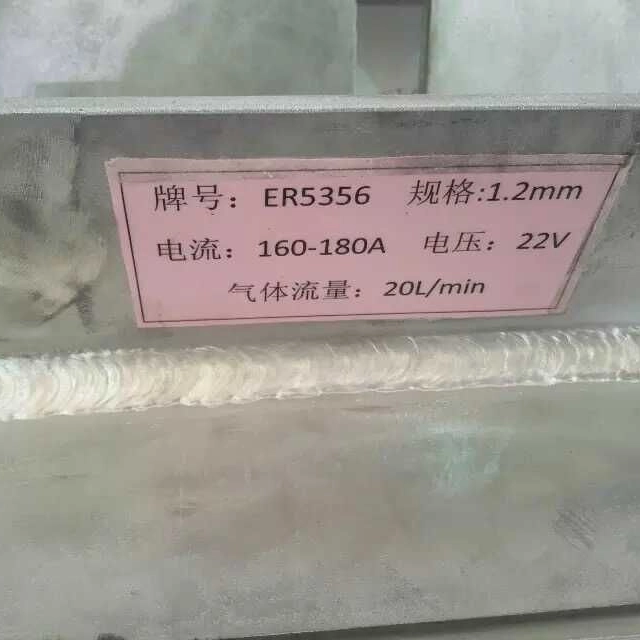 牌号：ER5356 规格:1.2mm
电流：160-180A 电压：22V
气体流量：20L/min